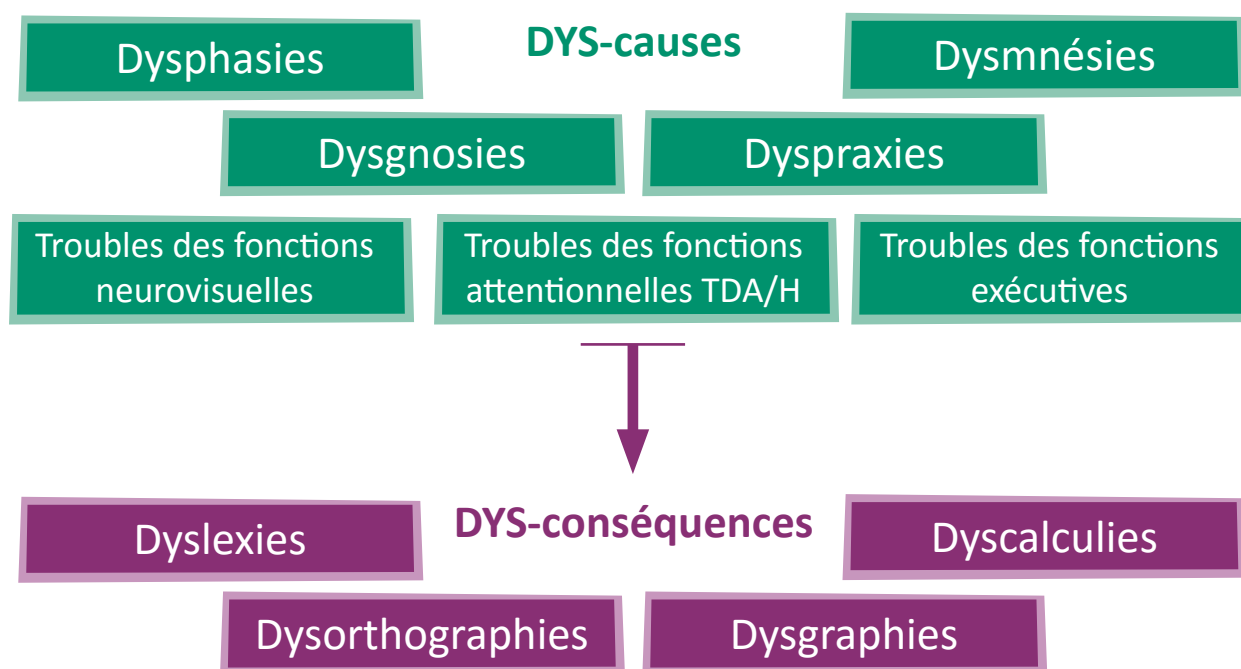 DYS-causes
Dysphasies
Dysmnésies
Dysgnosies
Dyspraxies
Troubles des fonctions
neurovisuelles
Troubles des fonctions
attentionnelles TDA/H
Troubles des fonctions
exécutives
DYS-conséquences
Dyslexies
Dyscalculies
Dysorthographies
Dysgraphies